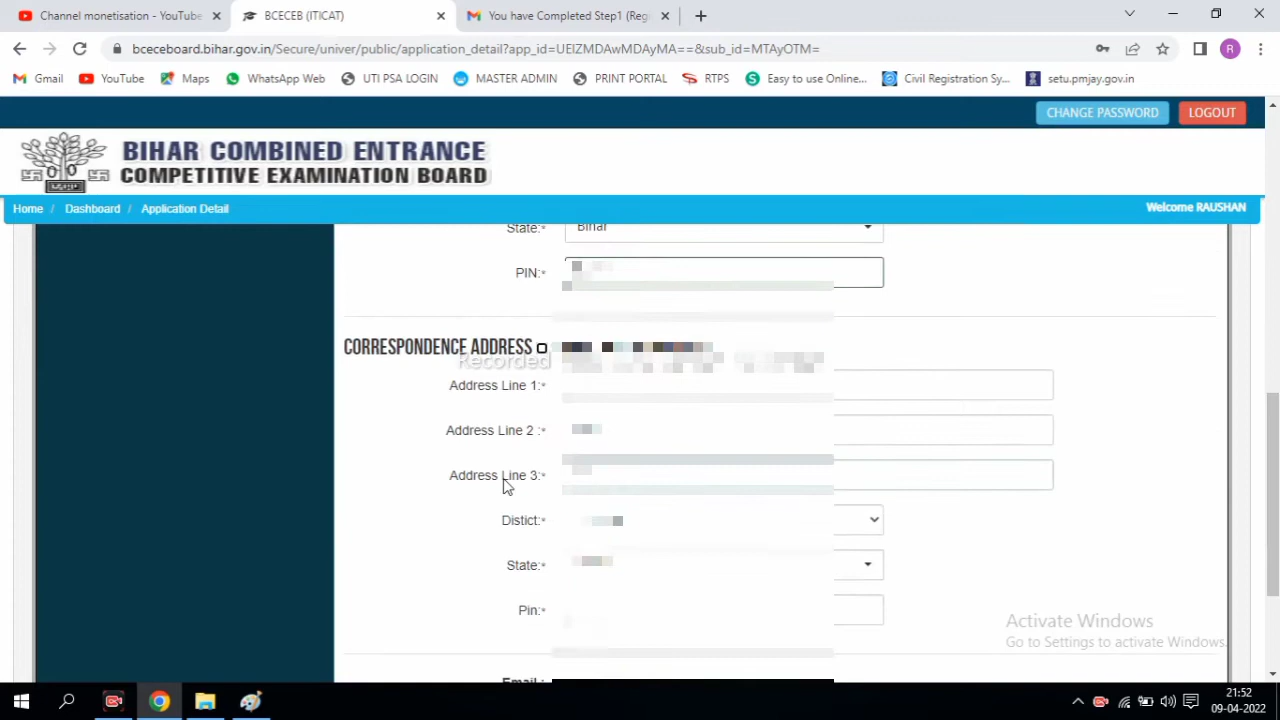 Channel monetisation - YouTube
BCECEB (ITICAT)
You have Completed Step1 (Reg
bceceboard.bihar.gov.in/Secure/univer/public/application_detail?app_id=UElZMDAwMDAyMA==&sub_id=MTAyOTM=
R
Gmail
YouTube
Maps
WhatsApp Web
UTI PSA LOGIN
MASTER ADMIN
PRINT PORTAL
RTPS
Easy to use Online...
Civil Registration Sy...
setu.pmjay.gov.in
CHANGE PASSWORD
LOGOUT
BIHAR COMBINED ENTRANCE
COMPETITIVE EXAMINATION BOARD
Home / Dashboard / Application Detail
Welcome RAUSHAN
State:* Bihar
PIN:*
CORRESPONDENCE ADDRESS
Recorded
Address Line 1:*
Address Line 2 :*
Address Line 3:*
Distict:*
State:*
Pin:*
Activate Windows
Go to Settings to activate Windows.
Email :
21:52
09-04-2022